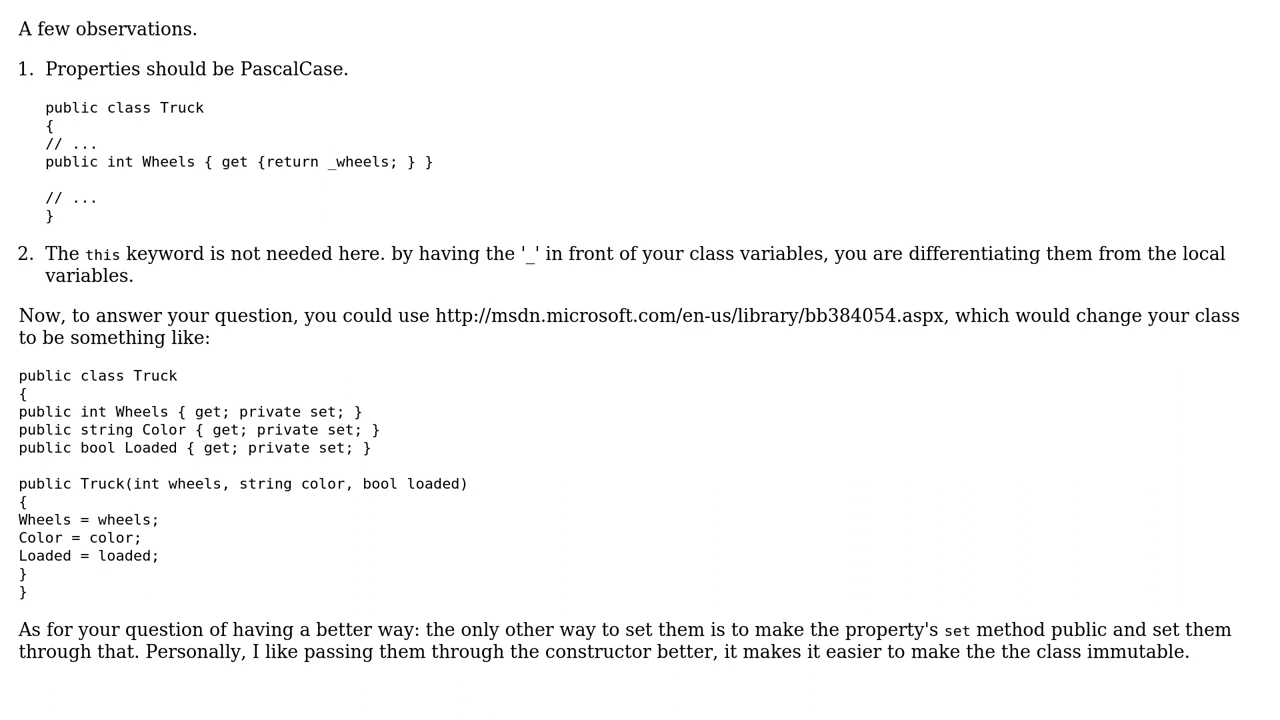 A few observations.
1. Properties should be PascalCase.
public class Truck
{
// ...
public int Wheels { get {return _wheels; } }
// ...
}
2. The this keyword is not needed here. by having the '_' in front of your class variables, you are differentiating them from the local
variables.
Now, to answer your question, you could use http://msdn.microsoft.com/en-us/library/bb384054.aspx, which would change your class
to be something like:
public class Truck
{
public int Wheels { get; private set; }
public string Color { get; private set; }
public bool Loaded { get; private set; }
public Truck(int wheels, string color, bool loaded)
{
Wheels = wheels;
Color = color;
Loaded = loaded;
}
}
As for your question of having a better way: the only other way to set them is to make the property's set method public and set them
through that. Personally, I like passing them through the constructor better, it makes it easier to make the the class immutable.